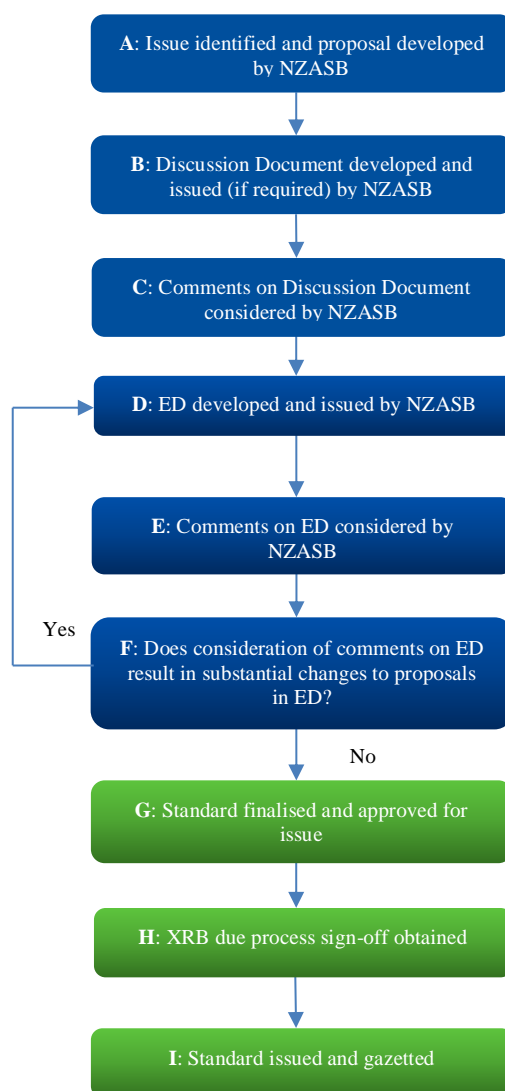 A: Issue identified and proposal developed
by NZASB
B: Discussion Document developed and
issued (if required) by NZASB
C: Comments on Discussion Document
considered by NZASB
D: ED developed and issued by NZASB
E: Comments on ED considered by
NZASB
Yes
F: Does consideration of comments on ED
result in substantial changes to proposals
in ED?
No
G: Standard finalised and approved for
issue
H: XRB due process sign-off obtained
I: Standard issued and gazetted